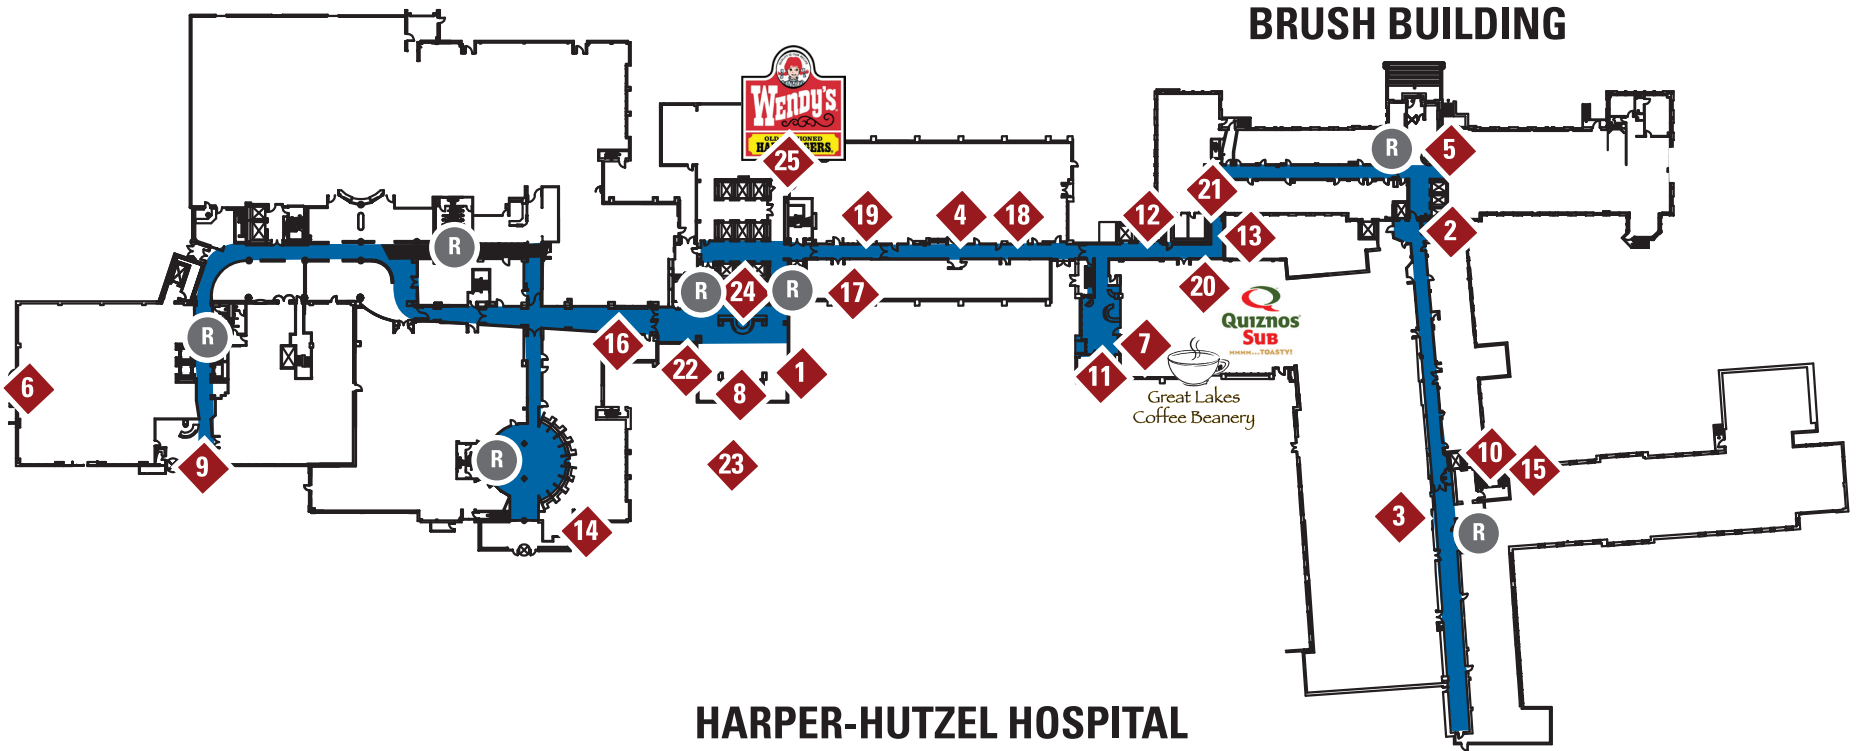 BRUSH BUILDING
WENDY'S
OLD FASHIONED
HAMBURGERS.
25
R
5
21
19
4
18
12
13
2
R
R
24
R
17
20
QUIZNOS
SUB
MMMM...TOASTY!
R
16
22
1
7
11
6
8
Great Lakes
Coffee Beanery
9
R
23
10
15
14
3
R
HARPER-HUTZEL HOSPITAL